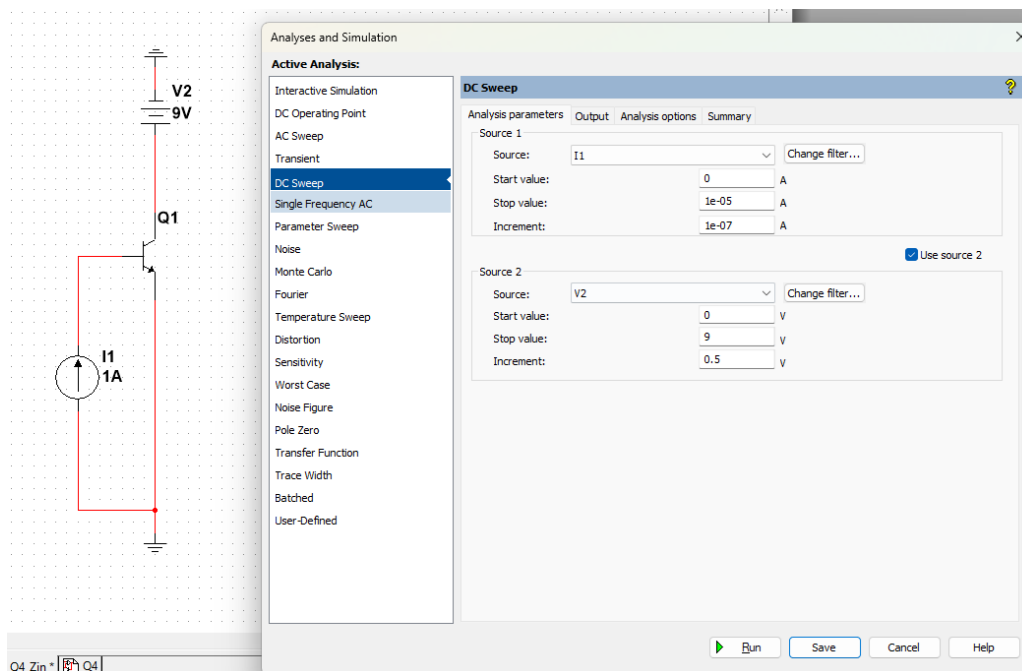 V2
9V
Q1
I1
1A
Q4 Zin * Q4
Analyses and Simulation
Active Analysis:
Interactive Simulation
DC Operating Point
AC Sweep
Transient
DC Sweep
Single Frequency AC
Parameter Sweep
Noise
Monte Carlo
Fourier
Temperature Sweep
Distortion
Sensitivity
Worst Case
Noise Figure
Pole Zero
Transfer Function
Trace Width
Batched
User-Defined
DC Sweep
Analysis parameters Output Analysis options Summary
Source 1
Source: I1 Change filter...
Start value: 0 A
Stop value: 1e-05 A
Increment: 1e-07 A
Use source 2
Source 2
Source: V2 Change filter...
Start value: 0 V
Stop value: 9 V
Increment: 0.5 V
Run Save Cancel Help